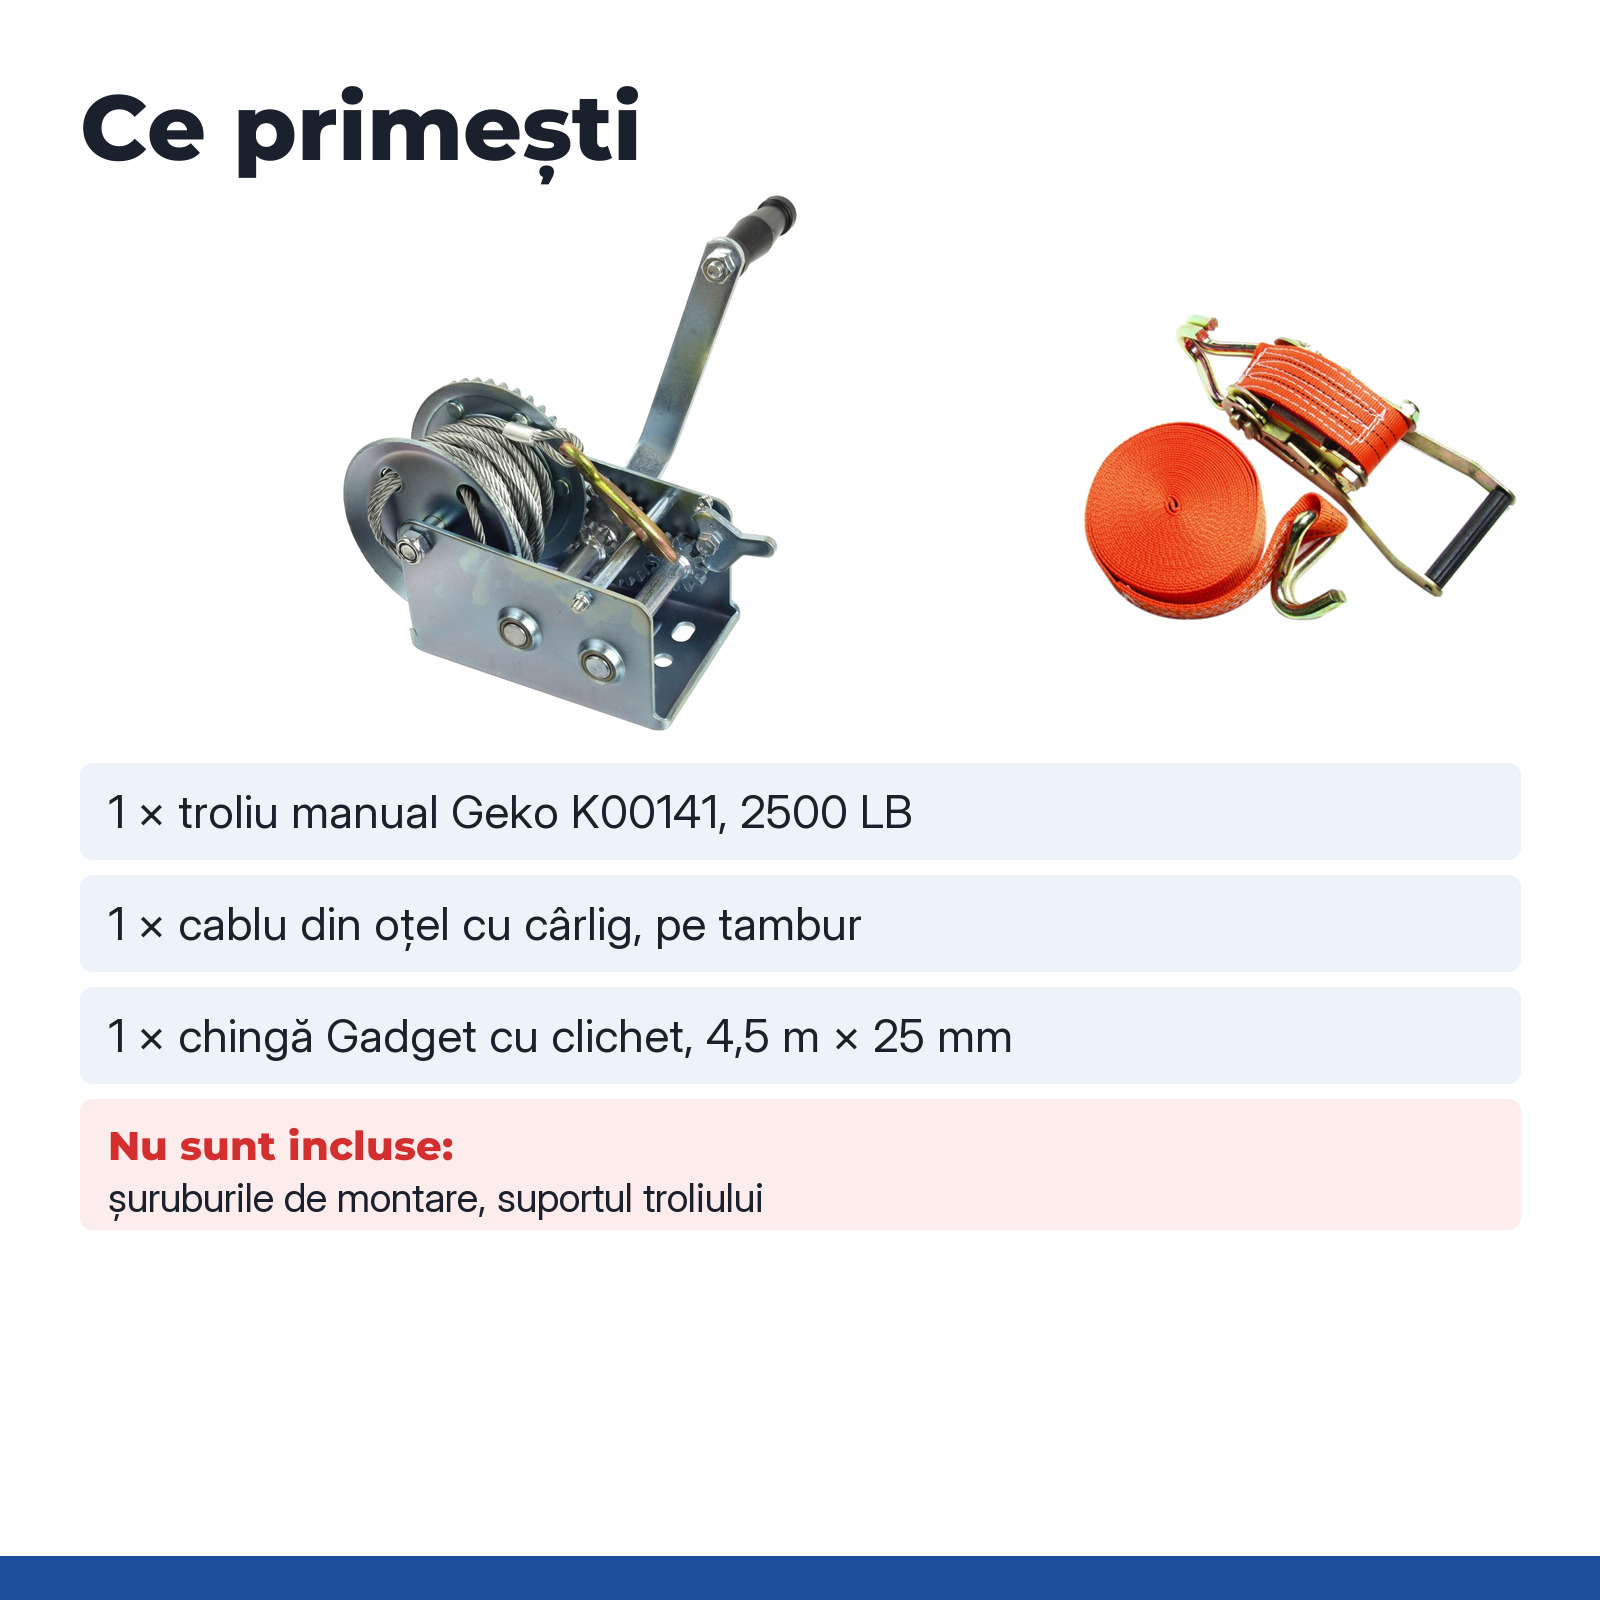 Ce primești
1 × troliu manual Geko K00141, 2500 LB
1 × cablu din oțel cu cârlig, pe tambur
1 × chingă Gadget cu clichet, 4,5 m × 25 mm
Nu sunt incluse:
șuruburile de montare, suportul troliului